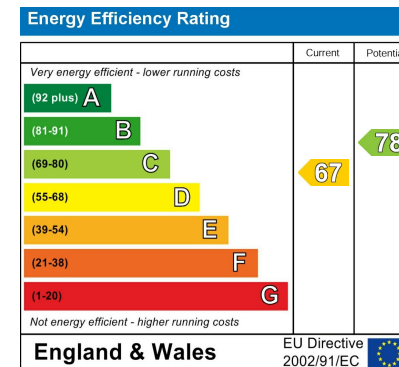 Energy Efficiency Rating
Current Potentia
Very energy efficient - lower running costs
(92 plus) A
(81-91) B
(69-80) C
(55-68) D
(39-54) E
(21-38) F
(1-20) G
67
78
Not energy efficient - higher running costs
England & Wales
EU Directive
2002/91/EC